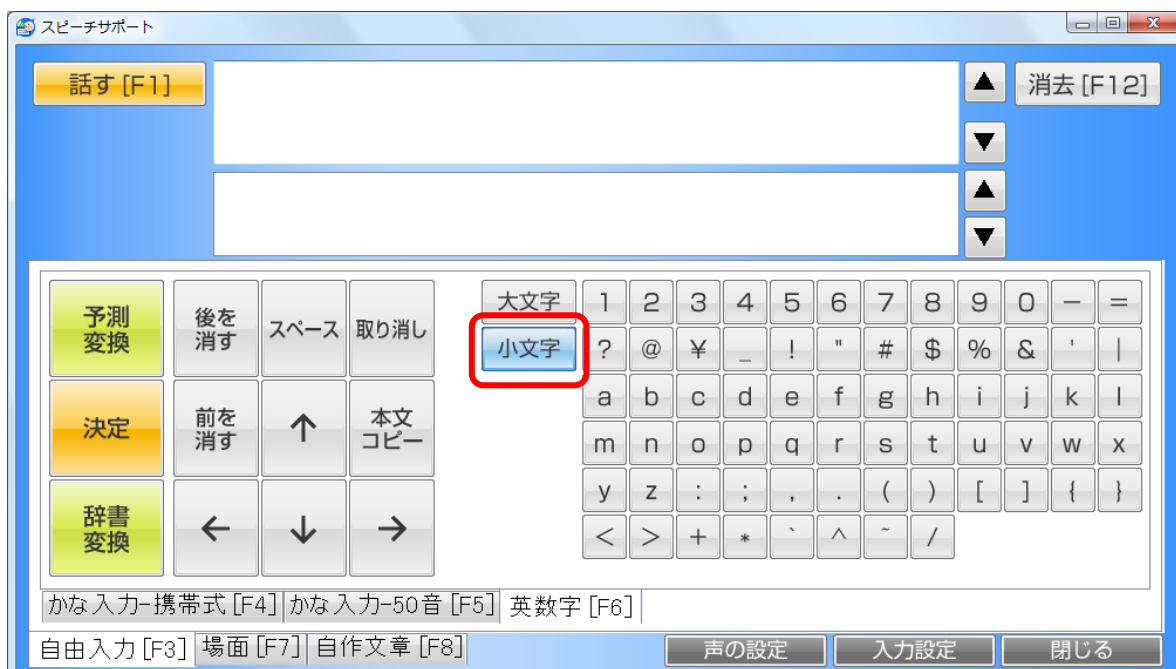 スピーチサポート
話す [F1]
▲
▼
消去 [F12]
▲
▼
予測
変換
後を
消す
スペース
取り消し
決定
前を
消す
↑
本文
コピー
辞書
変換
←
↓
→
大文字
小文字
1 2 3 4 5 6 7 8 9 0 − =
? @ ¥ _ ! " # $ % & ' |
a b c d e f g h i j k l
m n o p q r s t u v w x
y z : ; , . ( ) [ ] { }
< > + * ` ^ ~ /
かな入力-携帯式 [F4] かな入力-50音 [F5] 英数字 [F6]
自由入力 [F3] 場面 [F7] 自作文章 [F8] 声の設定 入力設定 閉じる